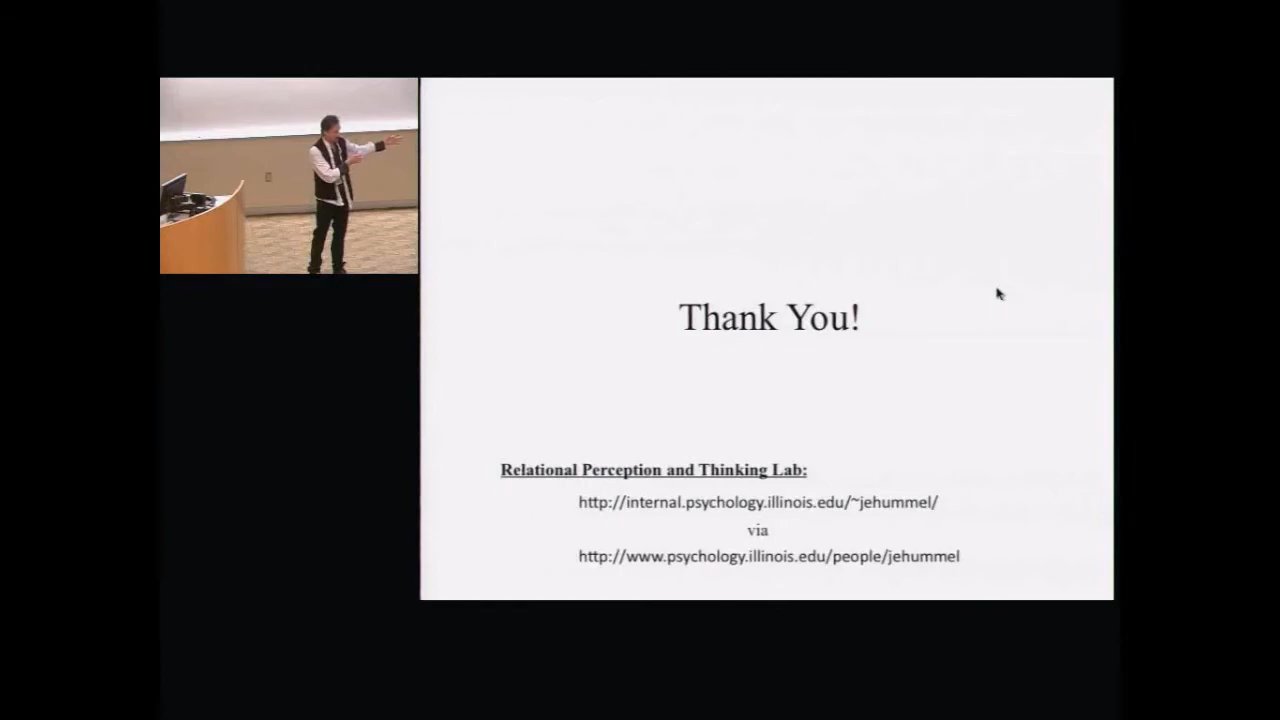 Thank You!
Relational Perception and Thinking Lab:
http://internal.psychology.illinois.edu/~jehummel/
via
http://www.psychology.illinois.edu/people/jehummel